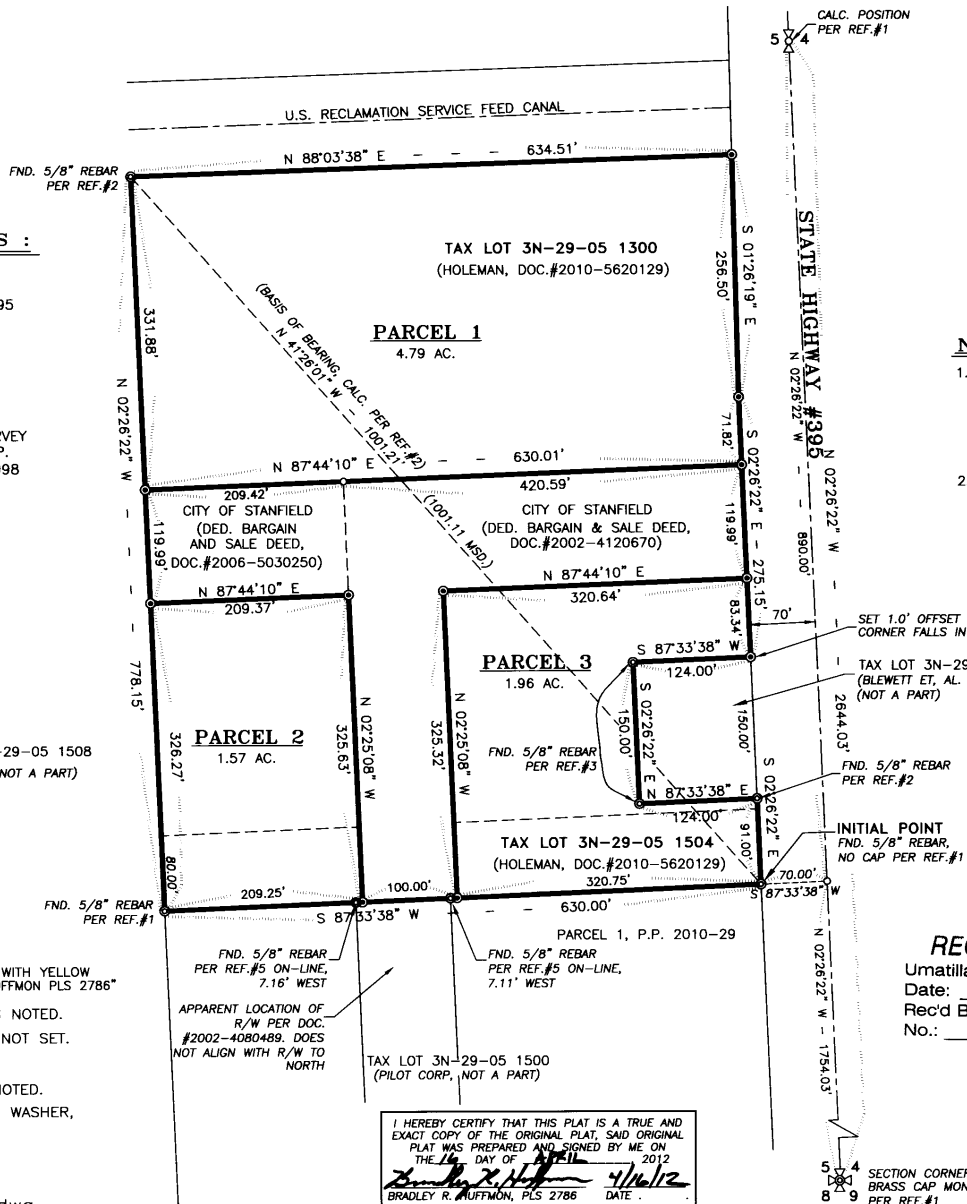 CALC. POSITION
PER REF.#1
5 4
U.S. RECLAMATION SERVICE FEED CANAL
FND. 5/8" REBAR
PER REF.#2
N 88°03'38" E - - - 634.51'
S :
95
RVEY
P.
998
TAX LOT 3N-29-05 1300
(HOLEMAN, DOC.#2010-5620129)
S 01°26'19" E
256.50'
STATE HIGHWAY #395
N 02°26'22" W - 890.00'
331.88'
N 02°26'22" W - - - 778.15'
(BASIS OF BEARING, CALC. PER REF.#2)
N 41°26'01" W - 1001.21'
(1001.11 MSD.)
PARCEL 1
4.79 AC.
N
1.
2
71.82'
S 02°26'22" E - 275.15'
N 87°44'10" E - - 630.01'
209.42'
420.59'
CITY OF STANFIELD
(DED. BARGAIN
AND SALE DEED,
DOC.#2006-5030250)
CITY OF STANFIELD
(DED. BARGAIN & SALE DEED,
DOC.#2002-4120670)
119.99'
119.99'
N 02°26'22" W - 2644.03'
N 87°44'10" E
209.37'
N 87°44'10" E
320.64'
83.34'
70'
SET 1.0' OFFSET
CORNER FALLS IN
S 87°33'38" W
124.00'
PARCEL 3
1.96 AC.
TAX LOT 3N-29
(BLEWETT ET, AL.
(NOT A PART)
PARCEL 2
1.57 AC.
326.27'
325.63'
N 02°25'08" W
325.32'
N 02°25'08" W
FND. 5/8" REBAR
PER REF.#3
150.00'
S 02°26'22" E
150.00'
-29-05 1508
NOT A PART)
FND. 5/8" REBAR
PER REF.#2
N 87°33'38" E
124.00'
S 02°26'22" E
91.00'
TAX LOT 3N-29-05 1504
(HOLEMAN, DOC.#2010-5620129)
INITIAL POINT
FND. 5/8" REBAR,
NO CAP PER REF.#1
80.00'
70.00'
S 87°33'38" W
FND. 5/8" REBAR
PER REF.#1
209.25'
100.00'
320.75'
S 87°33'38" W - - - 630.00'
PARCEL 1, P.P. 2010-29
FND. 5/8" REBAR
PER REF.#5 ON-LINE,
7.16' WEST
FND. 5/8" REBAR
PER REF.#5 ON-LINE,
7.11' WEST
N 02°26'22" W - 1754.03'
WITH YELLOW
FFMON PLS 2786"
NOTED.
NOT SET.
NOTED.
WASHER,
APPARENT LOCATION OF
R/W PER DOC.
#2002-4080489. DOES
NOT ALIGN WITH R/W TO
NORTH
TAX LOT 3N-29-05 1500
(PILOT CORP, NOT A PART)
REC
Umatilla
Date:
Rec'd B
No.:
I HEREBY CERTIFY THAT THIS PLAT IS A TRUE AND
EXACT COPY OF THE ORIGINAL PLAT, SAID ORIGINAL
PLAT WAS PREPARED AND SIGNED BY ME ON
THE 16 DAY OF APRIL 2012
Bradley R. Huffmon 4/16/12
BRADLEY R. HUFFMON, PLS 2786 DATE
5 4
8 9
SECTION CORNER
BRASS CAP MON
PER REF.#1